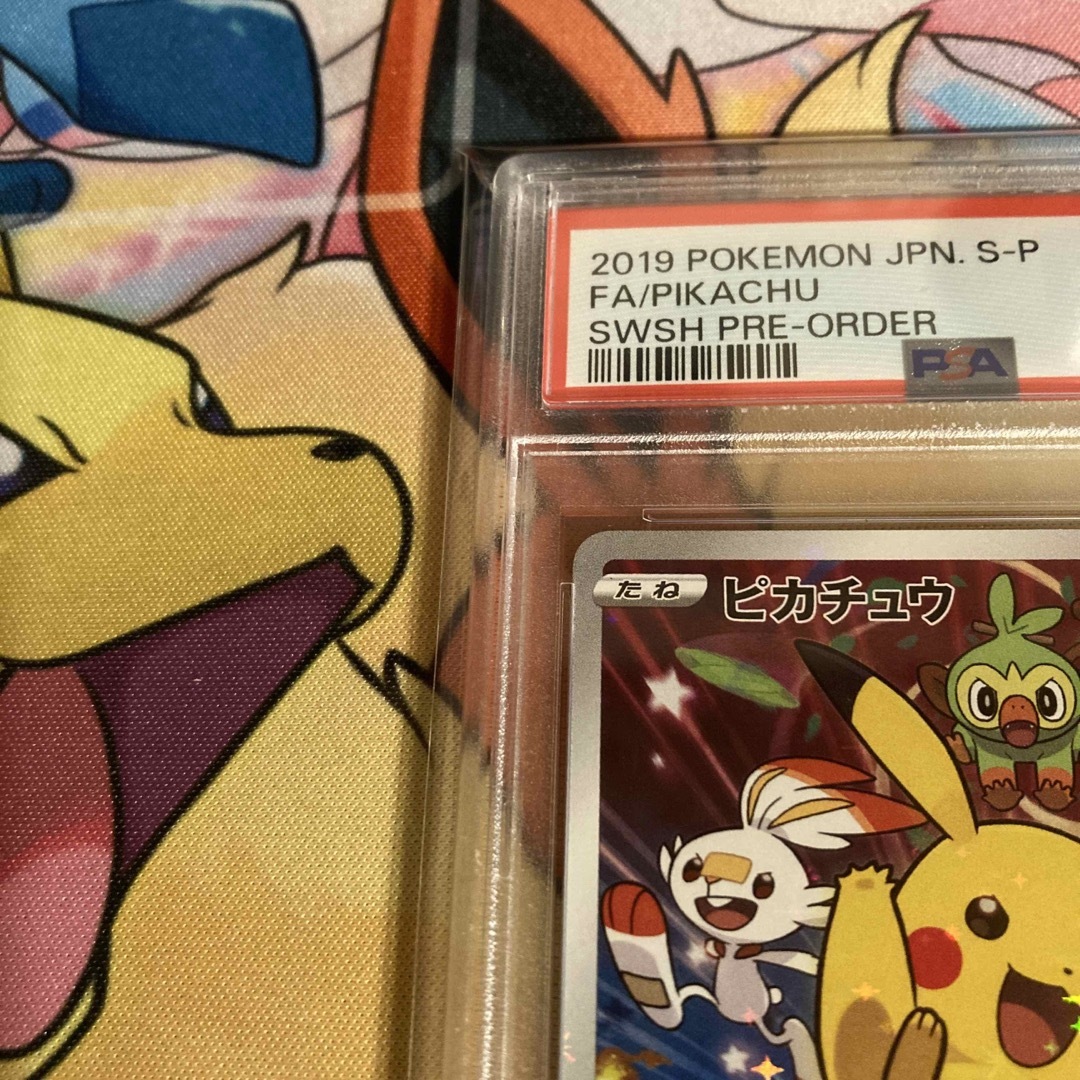 2019 POKEMON JPN. S-P
FA/PIKACHU
SWSH PRE-ORDER
PSA
たね ピカチュウ